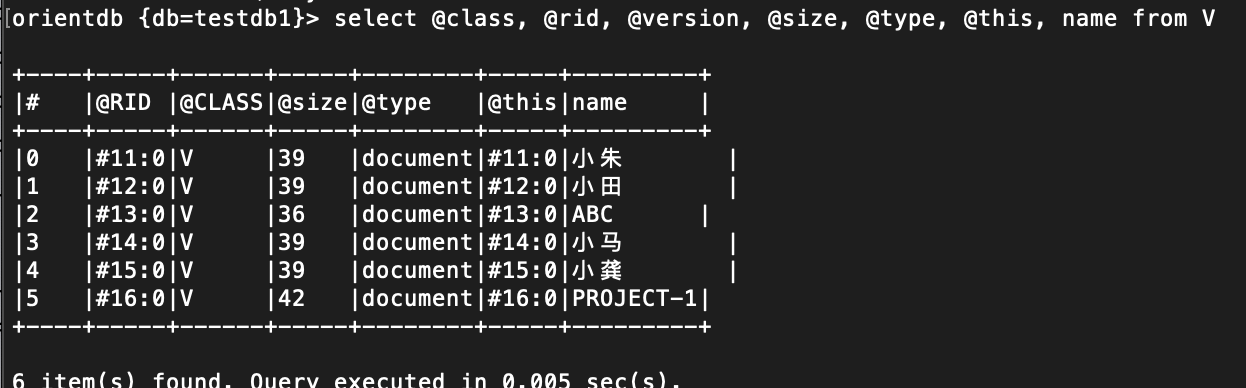 [orientdb {db=testdb1}> select @class, @rid, @version, @size, @type, @this, name from V
+----+-----+------+-----+--------+-----+---------+
|#   |@RID |@CLASS|@size|@type   |@this|name     |
+----+-----+------+-----+--------+-----+---------+
|0   |#11:0|V     |39   |document|#11:0|小朱       |
|1   |#12:0|V     |39   |document|#12:0|小田       |
|2   |#13:0|V     |36   |document|#13:0|ABC      |
|3   |#14:0|V     |39   |document|#14:0|小马       |
|4   |#15:0|V     |39   |document|#15:0|小龚       |
|5   |#16:0|V     |42   |document|#16:0|PROJECT-1|
+----+-----+------+-----+--------+-----+---------+
6 item(s) found. Query executed in 0.005 sec(s).